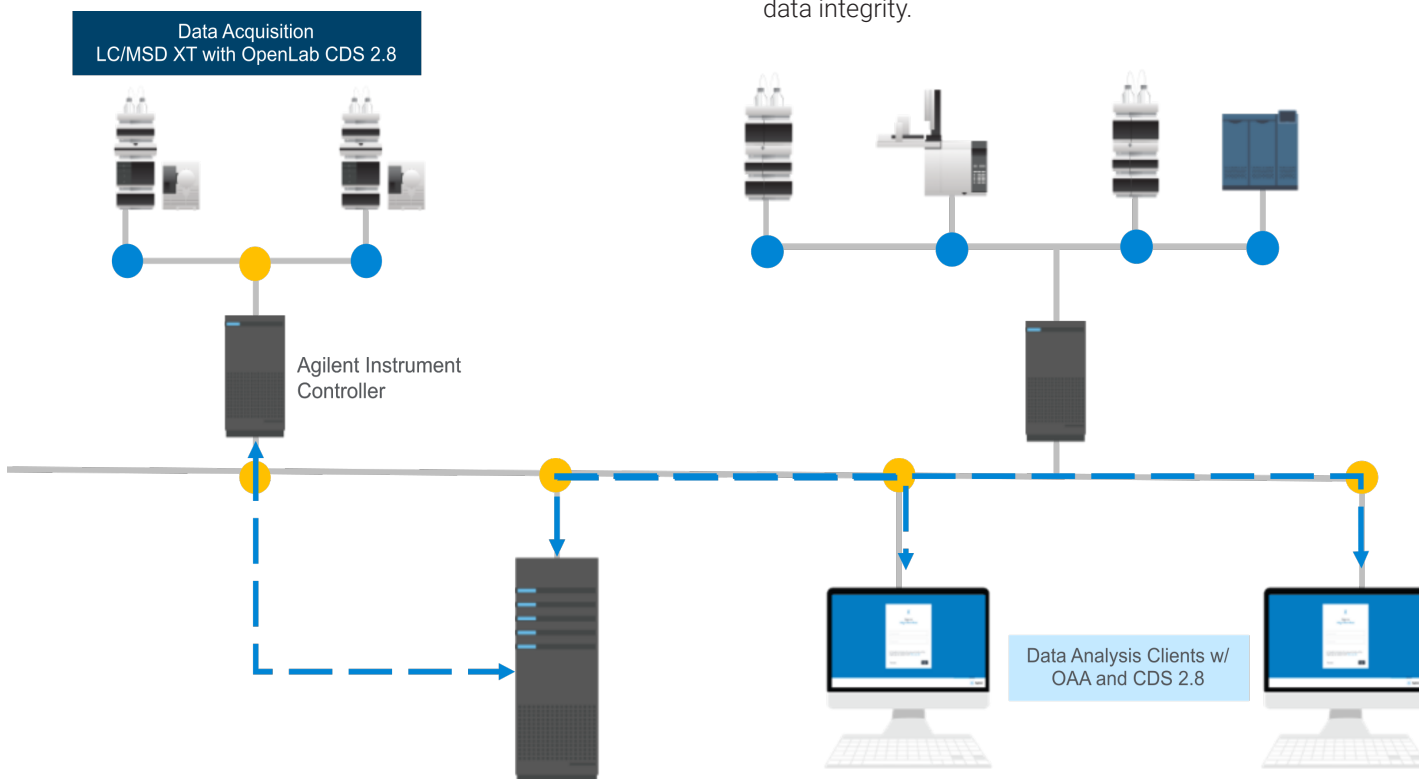 data integrity.
Data Acquisition
LC/MSD XT with OpenLab CDS 2.8
Agilent Instrument
Controller
Data Analysis Clients w/
OAA and CDS 2.8